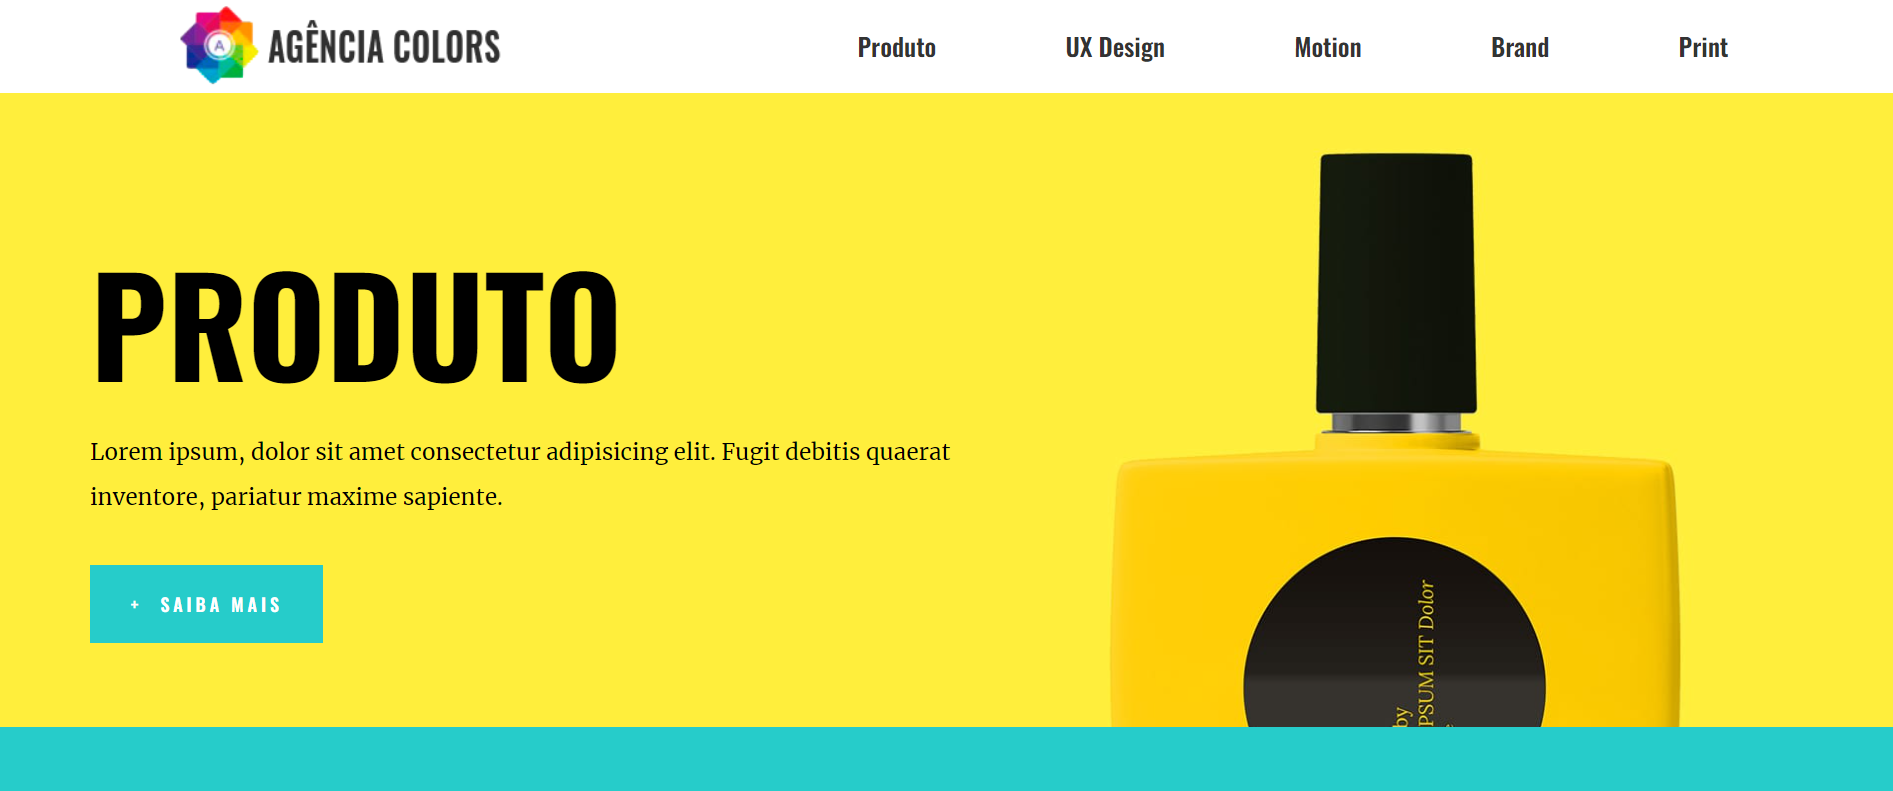 A
AGÊNCIA COLORS
Produto
UX Design
Motion
Brand
Print
PRODUTO
Lorem ipsum, dolor sit amet consectetur adipisicing elit. Fugit debitis quaerat
inventore, pariatur maxime sapiente.
+ SAIBA MAIS
by
PSUM SIT Dolor